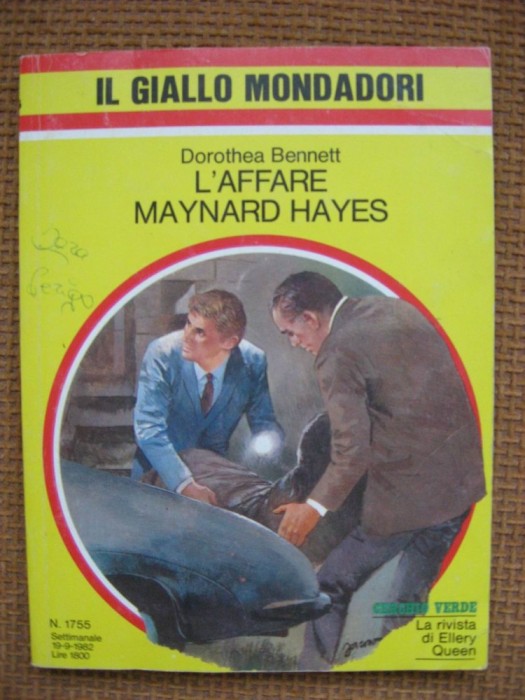 IL GIALLO MONDADORI
Dorothea Bennett
L'AFFARE
MAYNARD HAYES
N. 1755
Settimanale
19-9-1982
Lire 1800
VERDE
La rivista
di Ellery
Queen